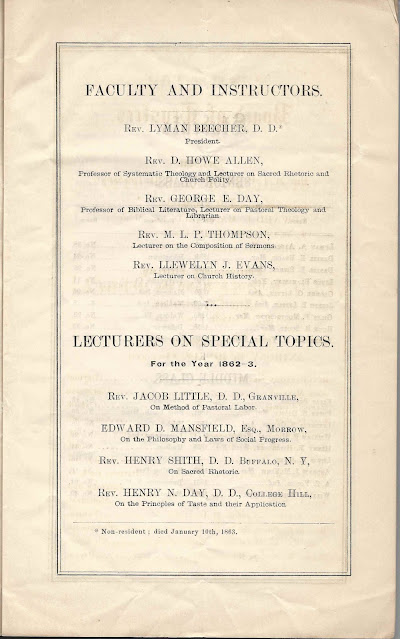 FACULTY AND INSTRUCTORS.
Rev. LYMAN BEECHER, D. D.*
President.
Rev. D. HOWE ALLEN,
Professor of Systematic Theology and Lecturer on Sacred Rhetoric and
Church Polity.
Rev. GEORGE E. DAY,
Professor of Biblical Literature, Lecturer on Pastoral Theology and
Librarian.
Rev. M. L. P. THOMPSON,
Lecturer on the Composition of Sermons.
Rev. LLEWELYN J. EVANS,
Lecturer on Church History.
LECTURERS ON SPECIAL TOPICS.
For the Year 1862-3.
Rev. JACOB LITTLE, D. D., Granville,
On Method of Pastoral Labor.
EDWARD D. MANSFIELD, Esq., Morrow,
On the Philosophy and Laws of Social Progress.
Rev. HENRY SHITH, D. D. Buffalo, N. Y,
On Sacred Rhetoric.
Rev. HENRY N. DAY, D. D., College Hill,
On the Princples of Taste and their Application
* Non-resident; died January 10th, 1863.